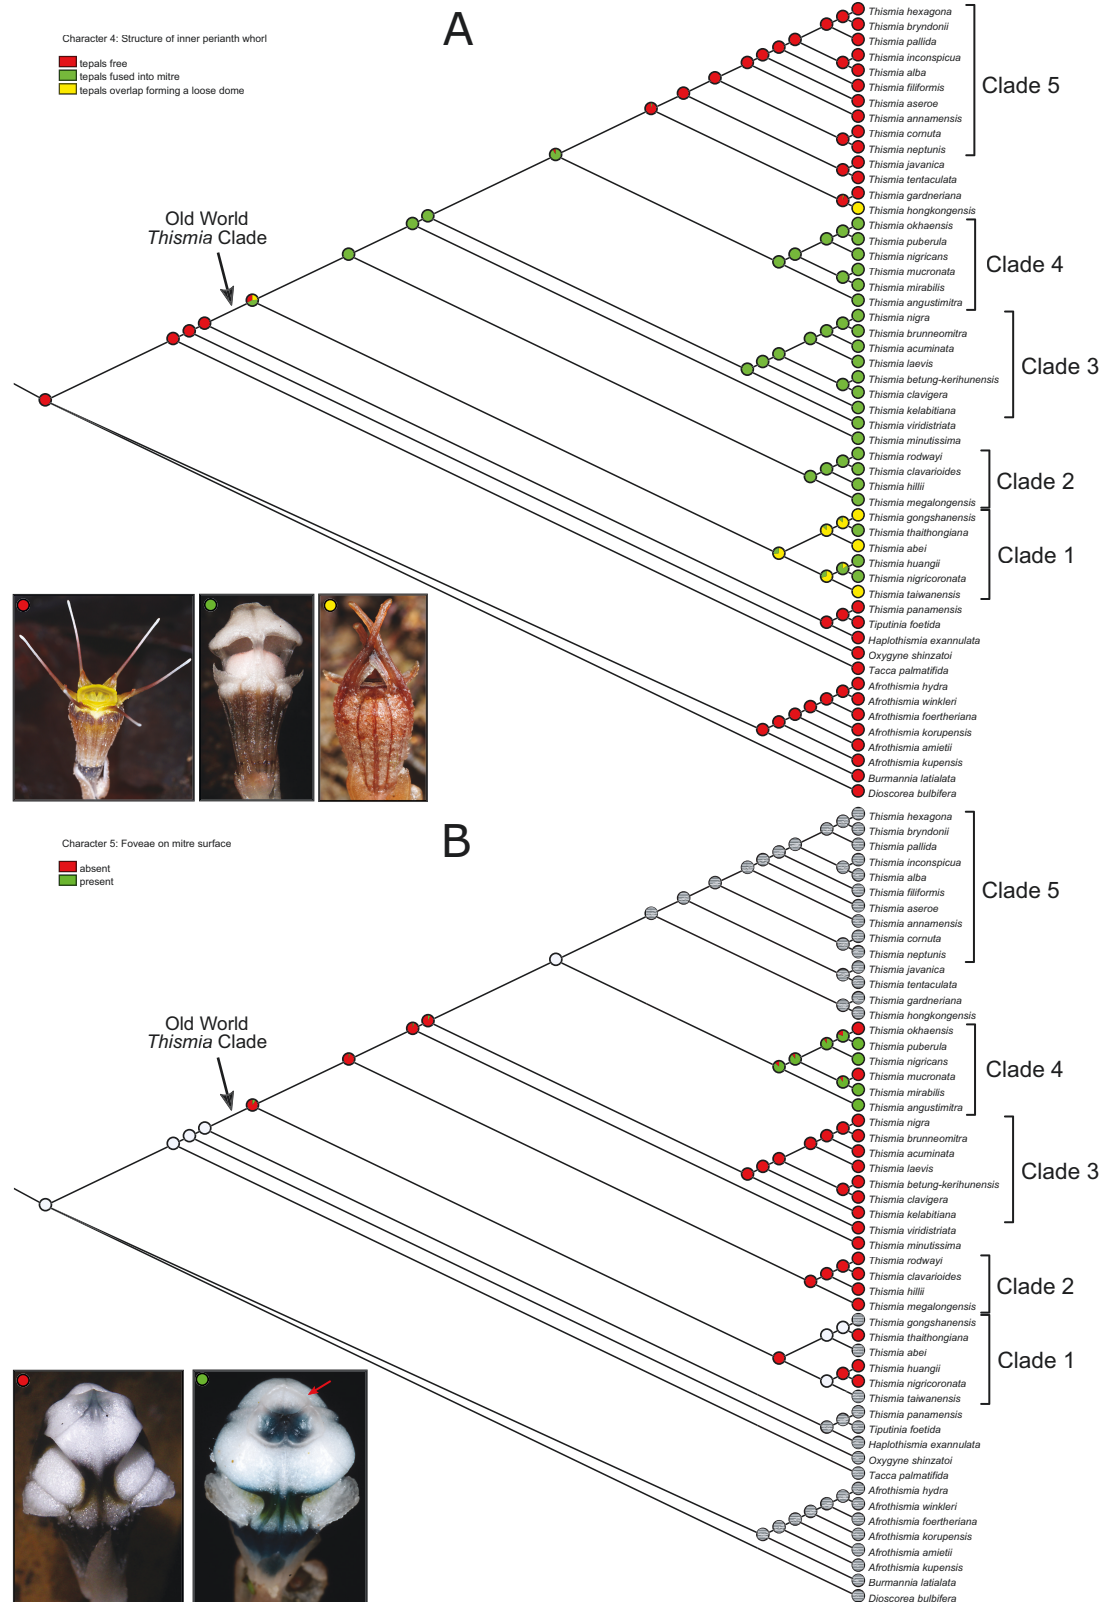 A
Character 4: Structure of inner perianth whorl
tepals free
tepals fused into mitre
tepals overlap forming a loose dome
Old World
Thismia Clade
Thismia hexagona
Thismia bryndonii
Thismia pallida
Thismia inconspicua
Thismia alba
Thismia filiformis
Thismia aseroe
Thismia annamensis
Thismia cornuta
Thismia neptunis
Thismia javanica
Thismia tentaculata
Thismia gardneriana
Thismia hongkongensis
Thismia okhaensis
Thismia puberula
Thismia nigricans
Thismia mucronata
Thismia mirabilis
Thismia angustimitra
Thismia nigra
Thismia brunneomitra
Thismia acuminata
Thismia laevis
Thismia betung-kerihunensis
Thismia clavigera
Thismia kelabitiana
Thismia viridistriata
Thismia minutissima
Thismia rodwayi
Thismia clavarioides
Thismia hillii
Thismia megalongensis
Thismia gongshanensis
Thismia thaithongiana
Thismia abei
Thismia huangii
Thismia nigricoronata
Thismia taiwanensis
Thismia panamensis
Tiputinia foetida
Haplothismia exannulata
Oxygyne shinzatoi
Tacca palmatifida
Afrothismia hydra
Afrothismia winkleri
Afrothismia foertheriana
Afrothismia korupensis
Afrothismia amietii
Afrothismia kupensis
Burmannia latialata
Dioscorea bulbifera
Clade 5
Clade 4
Clade 3
Clade 2
Clade 1
B
Character 5: Foveae on mitre surface
absent
present
Old World
Thismia Clade
Thismia hexagona
Thismia bryndonii
Thismia pallida
Thismia inconspicua
Thismia alba
Thismia filiformis
Thismia aseroe
Thismia annamensis
Thismia cornuta
Thismia neptunis
Thismia javanica
Thismia tentaculata
Thismia gardneriana
Thismia hongkongensis
Thismia okhaensis
Thismia puberula
Thismia nigricans
Thismia mucronata
Thismia mirabilis
Thismia angustimitra
Thismia nigra
Thismia brunneomitra
Thismia acuminata
Thismia laevis
Thismia betung-kerihunensis
Thismia clavigera
Thismia kelabitiana
Thismia viridistriata
Thismia minutissima
Thismia rodwayi
Thismia clavarioides
Thismia hillii
Thismia megalongensis
Thismia gongshanensis
Thismia thaithongiana
Thismia abei
Thismia huangii
Thismia nigricoronata
Thismia taiwanensis
Thismia panamensis
Tiputinia foetida
Haplothismia exannulata
Oxygyne shinzatoi
Tacca palmatifida
Afrothismia hydra
Afrothismia winkleri
Afrothismia foertheriana
Afrothismia korupensis
Afrothismia amietii
Afrothismia kupensis
Burmannia latialata
Dioscorea bulbifera
Clade 5
Clade 4
Clade 3
Clade 2
Clade 1